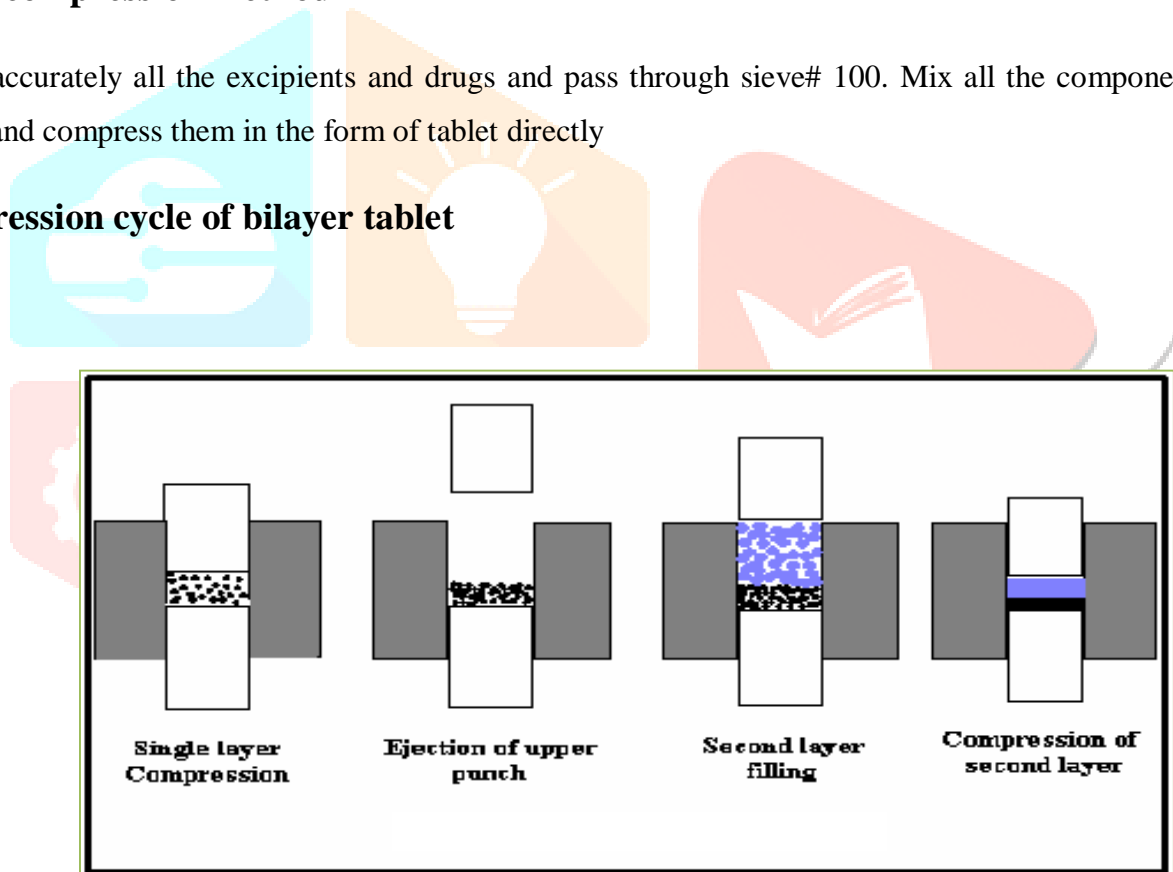 accurately all the excipients and drugs and pass through sieve# 100. Mix all the compone
and compress them in the form of tablet directly
ression cycle of bilayer tablet
Single layer
Compression
Ejection of upper
punch
Second layer
filling
Compression of
second layer